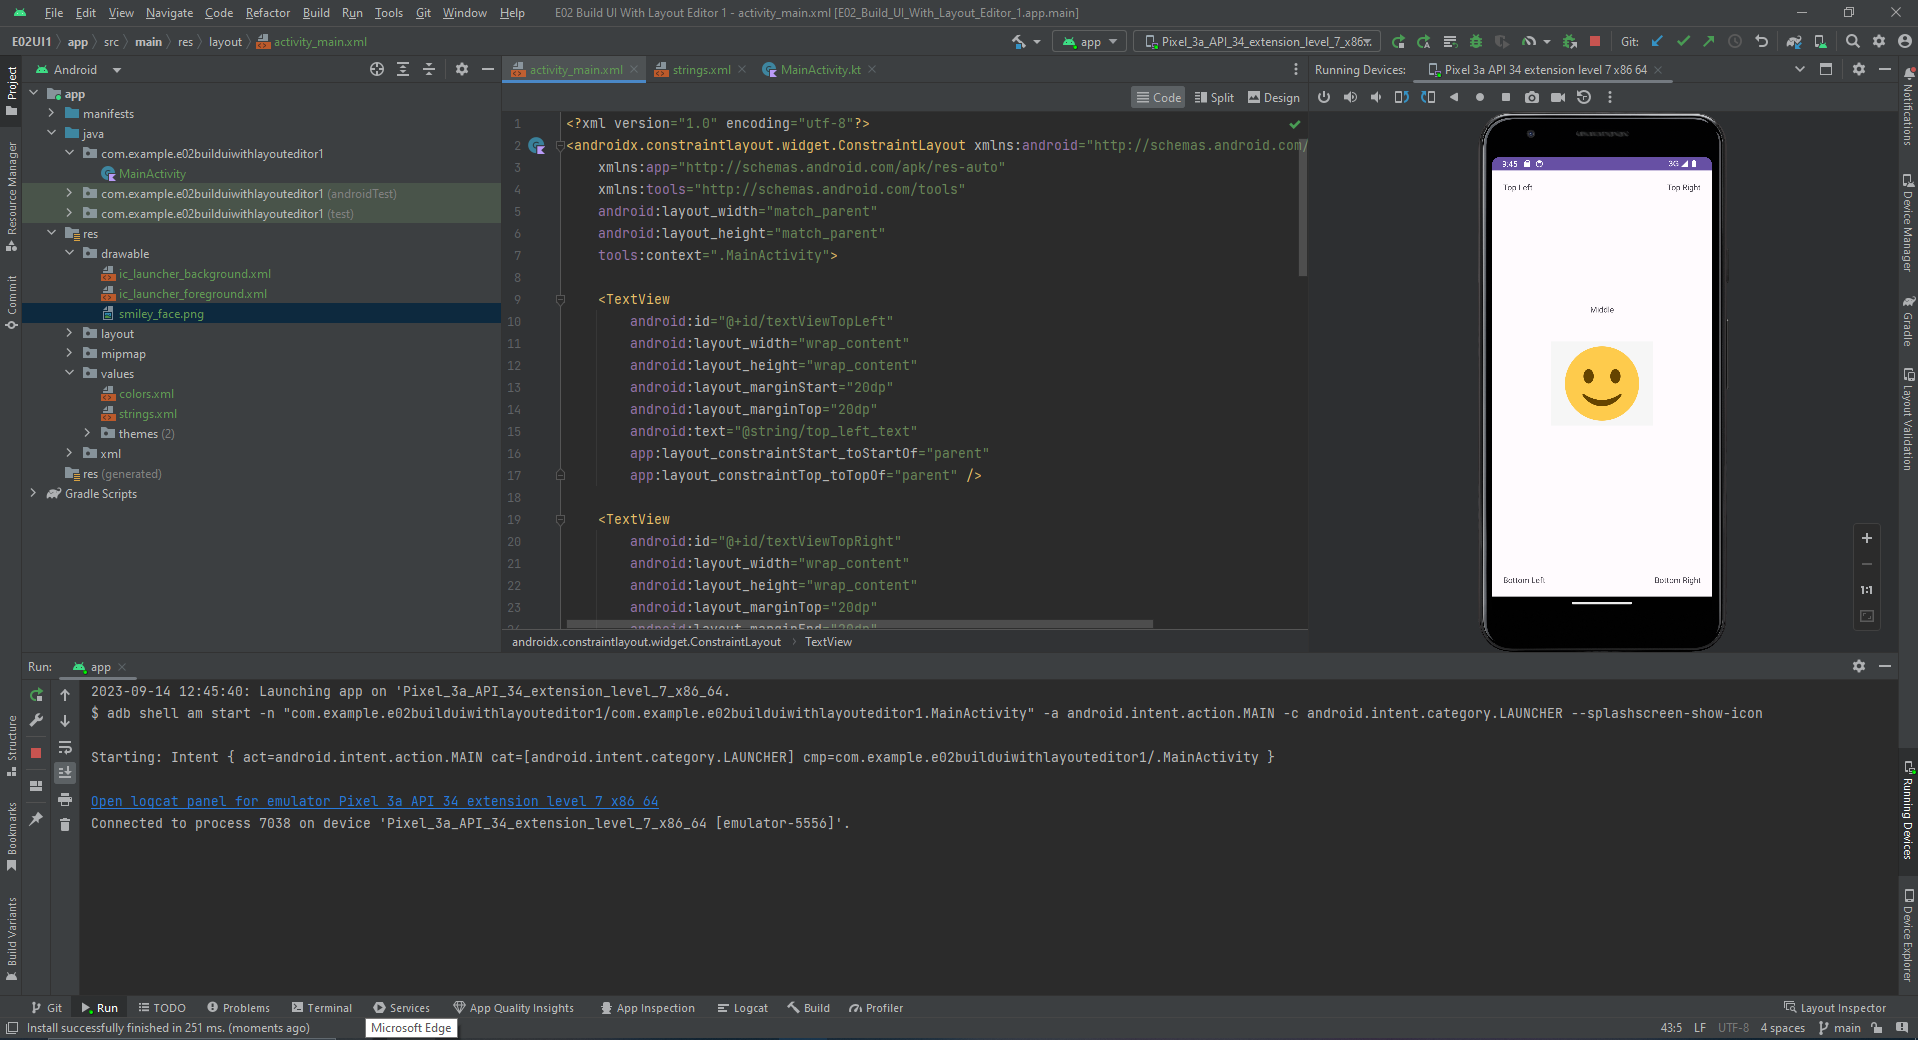 File Edit View Navigate Code Refactor Build Run Tools Git Window Help E02 Build UI With Layout Editor 1 - activity_main.xml [E02_Build_UI_With_Layout_Editor_1.app.main]
E02UI1 app src main res layout activity_main.xml app Pixel_3a_API_34_extension_level_7_x86 Git:
Project
Android
activity_main.xml strings.xml MainActivity.kt
Running Devices: Pixel 3a API 34 extension level 7 x86 64
Code Split Design
app
manifests
java
com.example.e02builduiwithlayouteditor1
MainActivity
com.example.e02builduiwithlayouteditor1 (androidTest)
com.example.e02builduiwithlayouteditor1 (test)
res
drawable
ic_launcher_background.xml
ic_launcher_foreground.xml
smiley_face.png
layout
mipmap
values
colors.xml
strings.xml
themes (2)
xml
res (generated)
Gradle Scripts
Resource Manager
Commit
1 <?xml version="1.0" encoding="utf-8"?>
2 <androidx.constraintlayout.widget.ConstraintLayout xmlns:android="http://schemas.android.com/
3 xmlns:app="http://schemas.android.com/apk/res-auto"
4 xmlns:tools="http://schemas.android.com/tools"
5 android:layout_width="match_parent"
6 android:layout_height="match_parent"
7 tools:context=".MainActivity">
8
9 <TextView
10 android:id="@+id/textViewTopLeft"
11 android:layout_width="wrap_content"
12 android:layout_height="wrap_content"
13 android:layout_marginStart="20dp"
14 android:layout_marginTop="20dp"
15 android:text="@string/top_left_text"
16 app:layout_constraintStart_toStartOf="parent"
17 app:layout_constraintTop_toTopOf="parent" />
18
19 <TextView
20 android:id="@+id/textViewTopRight"
21 android:layout_width="wrap_content"
22 android:layout_height="wrap_content"
23 android:layout_marginTop="20dp"
24 android:layout_marginEnd="20dp"
androidx.constraintlayout.widget.ConstraintLayout TextView
9:45 3G
Top Left Top Right
Middle
Bottom Left Bottom Right
1:1
Notifications
Device Manager
Gradle
Layout Validation
Running Devices
Device Explorer
Run: app
2023-09-14 12:45:40: Launching app on 'Pixel_3a_API_34_extension_level_7_x86_64.
$ adb shell am start -n "com.example.e02builduiwithlayouteditor1/com.example.e02builduiwithlayouteditor1.MainActivity" -a android.intent.action.MAIN -c android.intent.category.LAUNCHER --splashscreen-show-icon
Starting: Intent { act=android.intent.action.MAIN cat=[android.intent.category.LAUNCHER] cmp=com.example.e02builduiwithlayouteditor1/.MainActivity }
Open logcat panel for emulator Pixel 3a API 34 extension level 7 x86 64
Connected to process 7038 on device 'Pixel_3a_API_34_extension_level_7_x86_64 [emulator-5556]'.
Structure
Bookmarks
Build Variants
Git Run TODO Problems Terminal Services App Quality Insights App Inspection Logcat Build Profiler Layout Inspector
Install successfully finished in 251 ms. (moments ago) Microsoft Edge 43:5 LF UTF-8 4 spaces main